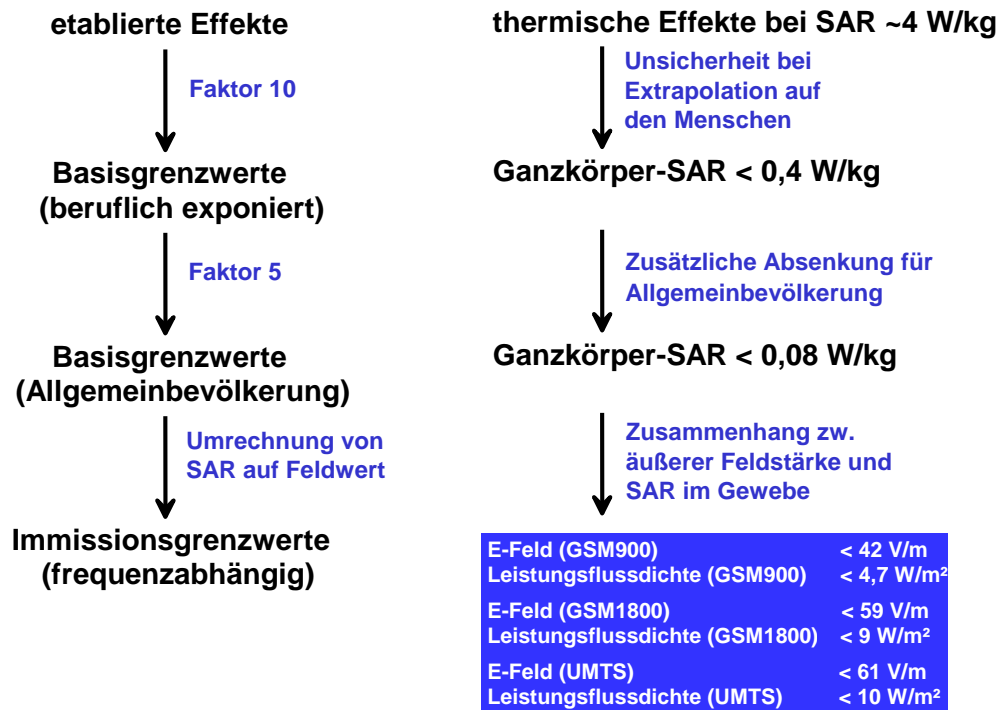 etablierte Effekte
Faktor 10
Basisgrenzwerte
(beruflich exponiert)
Faktor 5
Basisgrenzwerte
(Allgemeinbevölkerung)
Umrechnung von
SAR auf Feldwert
Immissionsgrenzwerte
(frequenzabhängig)
thermische Effekte bei SAR ~4 W/kg
Unsicherheit bei
Extrapolation auf
den Menschen
Ganzkörper-SAR < 0,4 W/kg
Zusätzliche Absenkung für
Allgemeinbevölkerung
Ganzkörper-SAR < 0,08 W/kg
Zusammenhang zw.
äußerer Feldstärke und
SAR im Gewebe
E-Feld (GSM900) < 42 V/m
Leistungsflussdichte (GSM900) < 4,7 W/m²
E-Feld (GSM1800) < 59 V/m
Leistungsflussdichte (GSM1800) < 9 W/m²
E-Feld (UMTS) < 61 V/m
Leistungsflussdichte (UMTS) < 10 W/m²